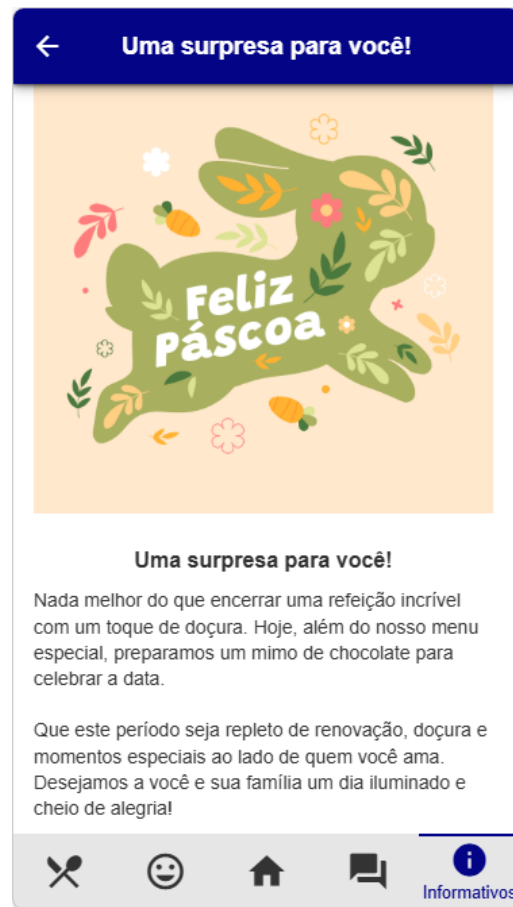 Uma surpresa para você!
Feliz
Páscoa
Uma surpresa para você!
Nada melhor do que encerrar uma refeição incrível
com um toque de doçura. Hoje, além do nosso menu
especial, preparamos um mimo de chocolate para
celebrar a data.
Que este período seja repleto de renovação, doçura e
momentos especiais ao lado de quem você ama.
Desejamos a você e sua família um dia iluminado e
cheio de alegria!
Informativos